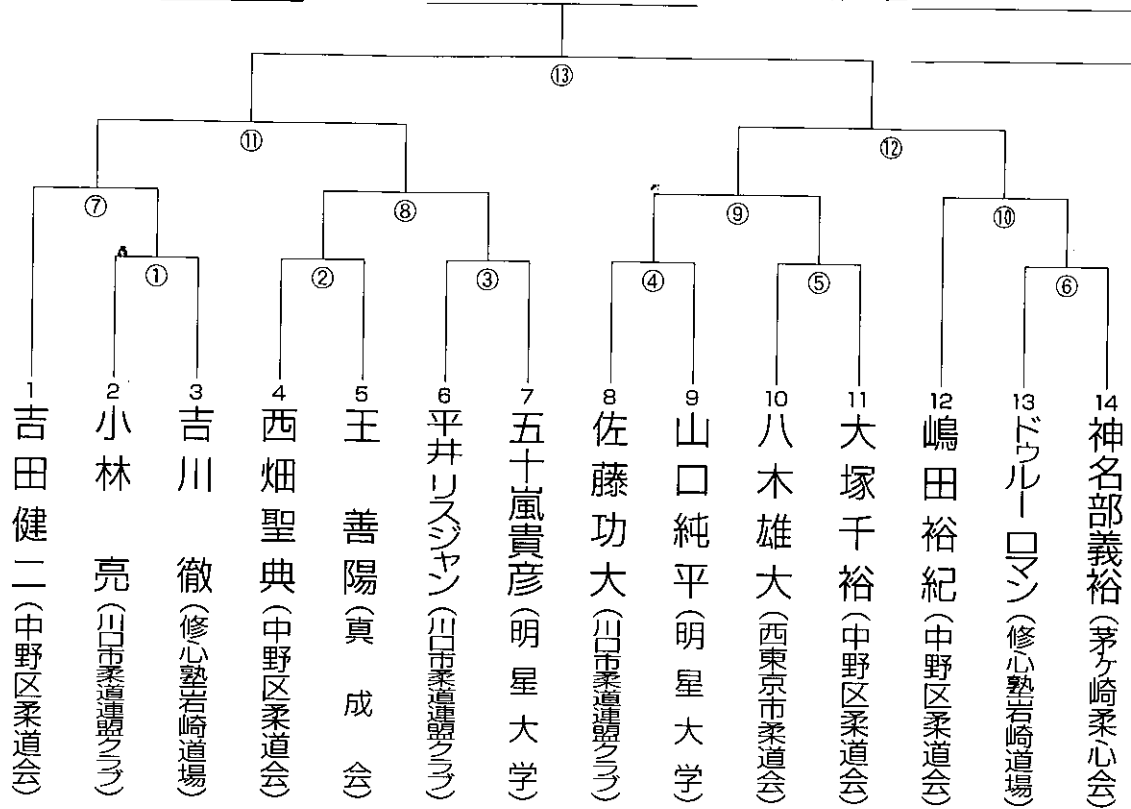 ⑬
⑪
⑫
⑦
⑧
⑨
⑩
①
②
③
④
⑤
⑥
1 吉田健二（中野区柔道会）
2 小林 亮（川口市柔道連盟クラブ）
3 吉川 徹（修心塾岩崎道場）
4 西畑聖典（中野区柔道会）
5 王 善陽（真成会）
6 平井リスジャン（川口市柔道連盟クラブ）
7 五十嵐貴彦（明星大学）
8 佐藤功大（川口市柔道連盟クラブ）
9 山口純平（明星大学）
10 八木雄大（西東京市柔道会）
11 大塚千裕（中野区柔道会）
12 嶋田裕紀（中野区柔道会）
13 ドゥルーロマン（修心塾岩崎道場）
14 神名部義裕（茅ヶ崎柔心会）